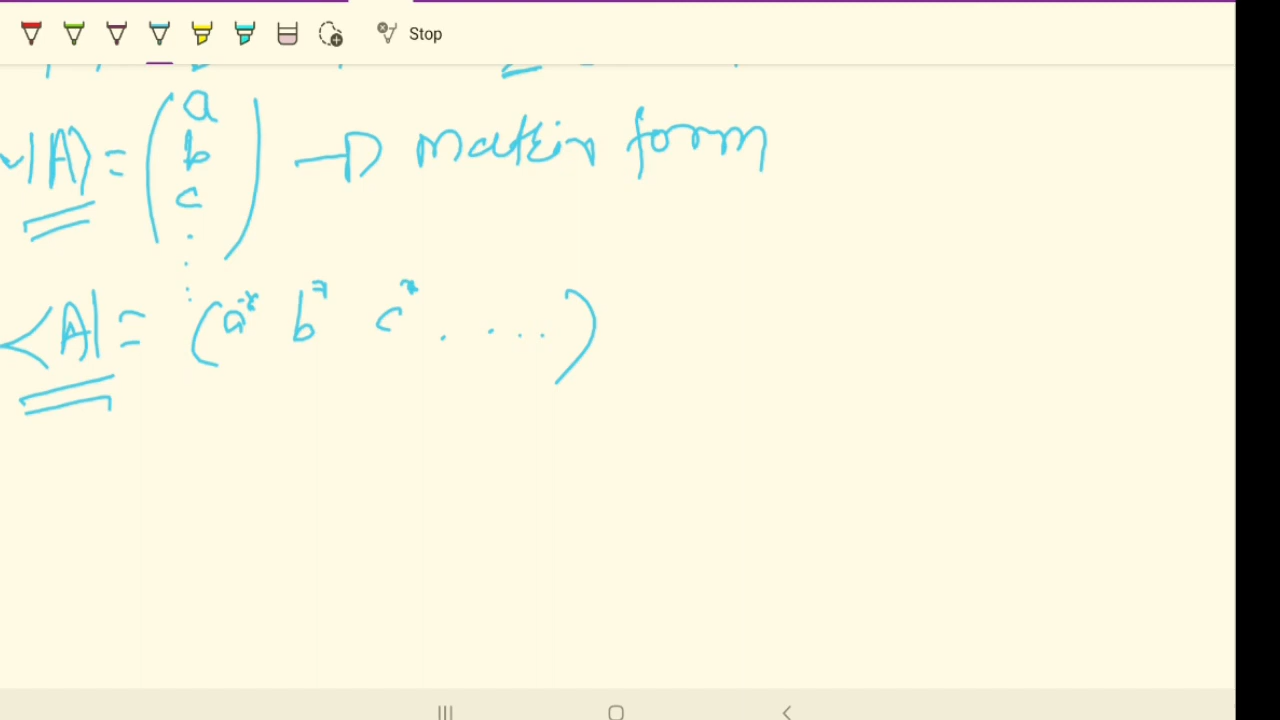 Stop
|A⟩ = (a b c . . .) → matrix form
<A| = (a* b* c* . . . . .)